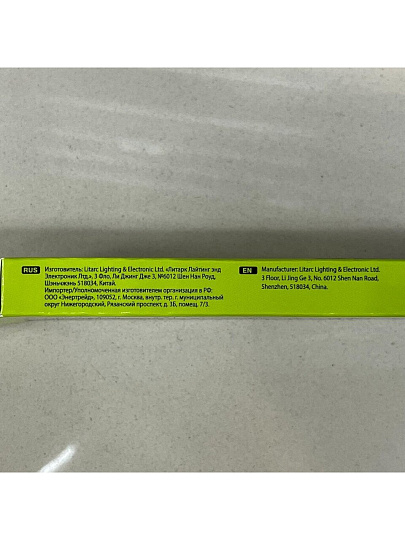 RUS Изготовитель: Litarc Lighting & Electronic Ltd. «Литарк Лайтинг энд
Электроник Лтд.», 3 Фло, Ли Джинг Дже 3, №6012 Шен Нан Роуд,
Шэньчжэнь 518034, Китай.
Импортер/Уполномоченная изготовителем организация в РФ:
ООО «Энертрейд», 109052, г. Москва, внутр. тер. г. муниципальный
округ Нижегородский, Рязанский проспект, д. 3Б, помещ. 7/3.
EN Manufacturer: Litarc Lighting & Electronic Ltd.
3 Floor, Li Jing Ge 3, No. 6012 Shen Nan Road,
Shenzhen, 518034, China.